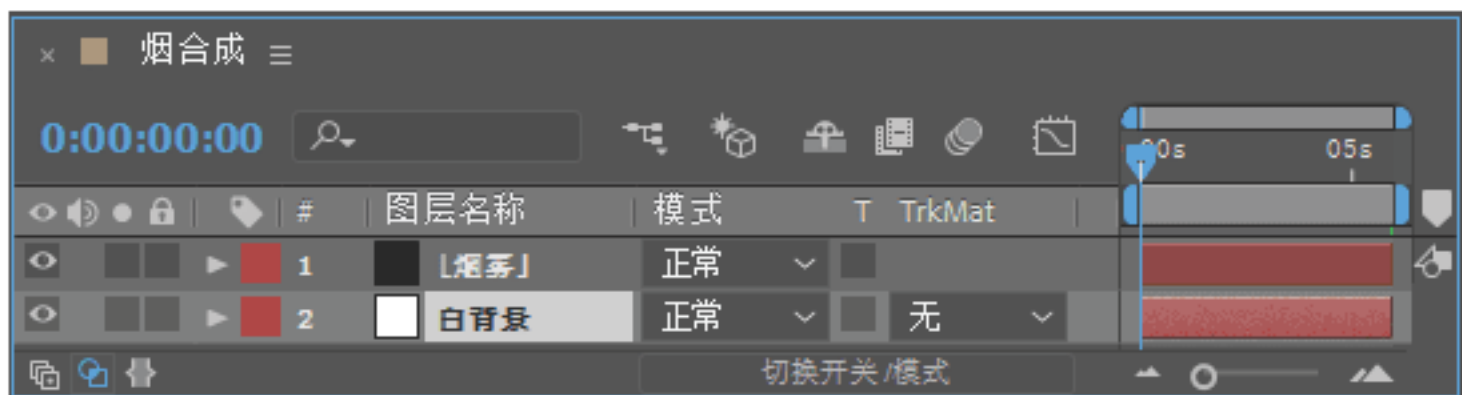 × 烟合成
0:00:00:00
00s 05s
# 图层名称 模式 T TrkMat
1 [烟雾] 正常
2 白背景 正常 无
切换开关/模式